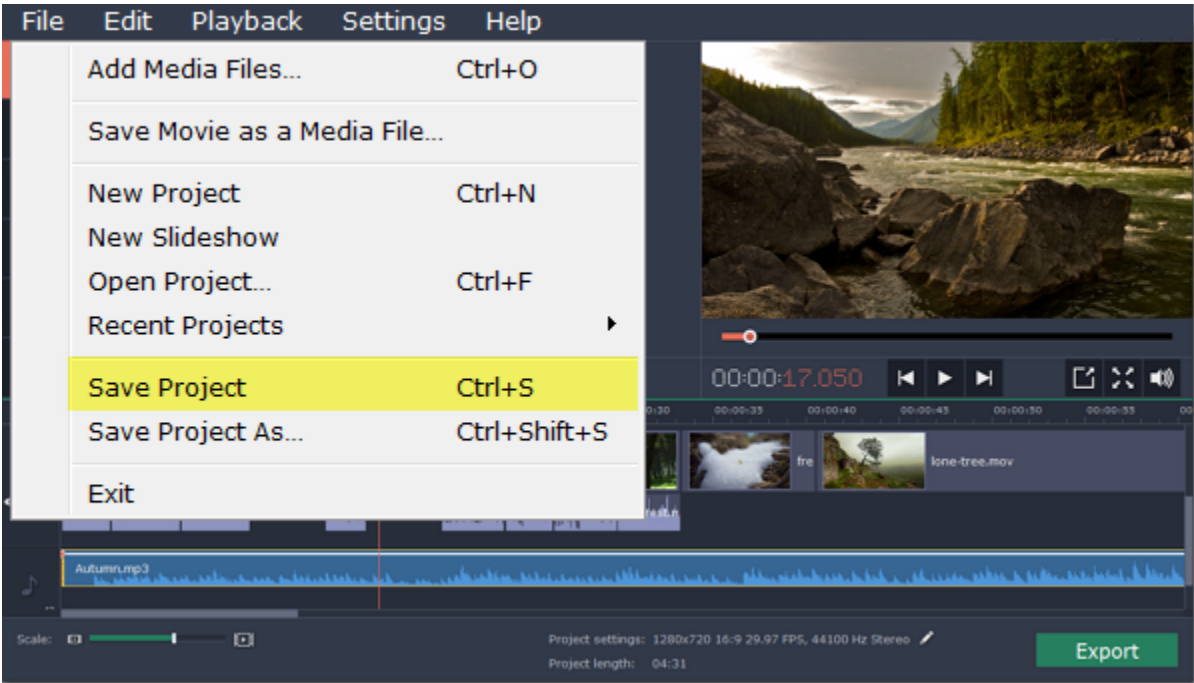 File Edit Playback Settings Help
Add Media Files... Ctrl+O
Save Movie as a Media File...
New Project Ctrl+N
New Slideshow
Open Project... Ctrl+F
Recent Projects
Save Project Ctrl+S
Save Project As... Ctrl+Shift+S
Exit
00:00:17.050
00:00:35 00:00:40 00:00:45 00:00:50 00:00:55
fre lone-tree.mov
Autumn.mp3
Scale:
Project settings: 1280x720 16:9 29.97 FPS, 44100 Hz Stereo
Project length: 04:31
Export